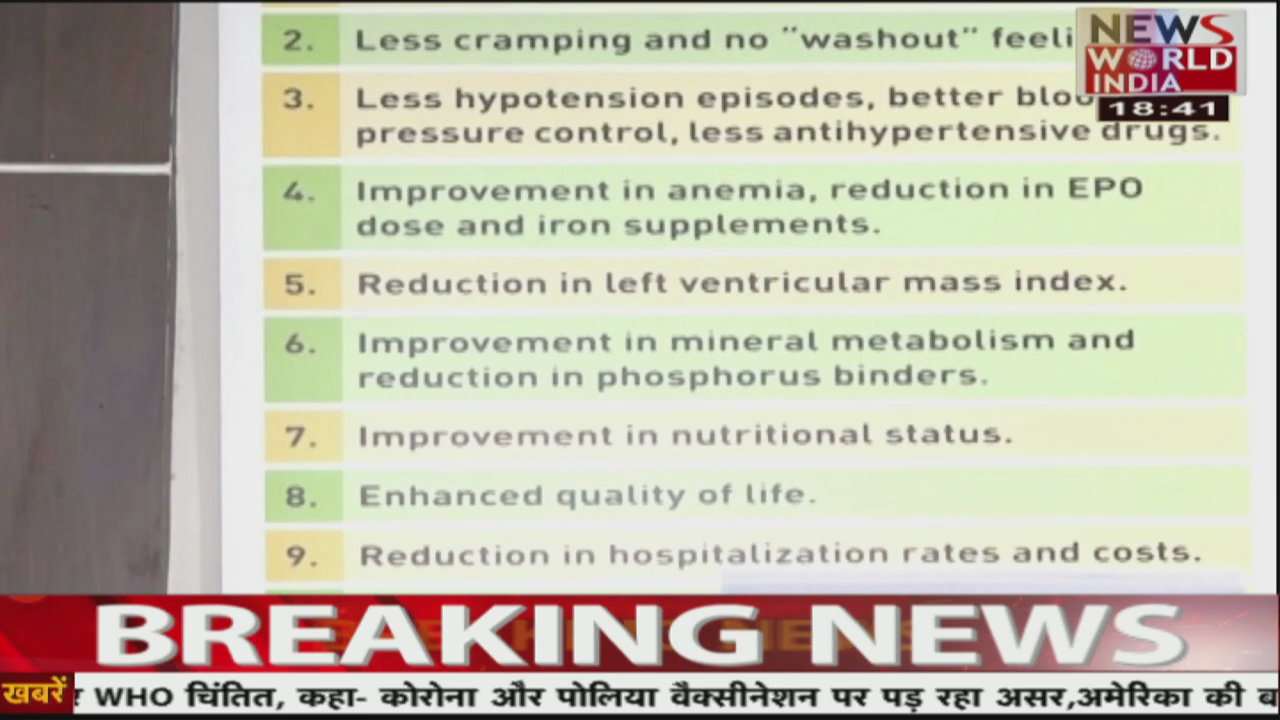 2. Less cramping and no "washout" feeli
NEWS
WORLD
INDIA
18:41
3. Less hypotension episodes, better bloo
pressure control, less antihypertensive drugs.
4. Improvement in anemia, reduction in EPO
dose and iron supplements.
5. Reduction in left ventricular mass index.
6. Improvement in mineral metabolism and
reduction in phosphorus binders.
7. Improvement in nutritional status.
8. Enhanced quality of life.
9. Reduction in hospitalization rates and costs.
BREAKING NEWS
खबरें WHO चिंतित, कहा- कोरोना और पोलिया वैक्सीनेशन पर पड़ रहा असर,अमेरिका की